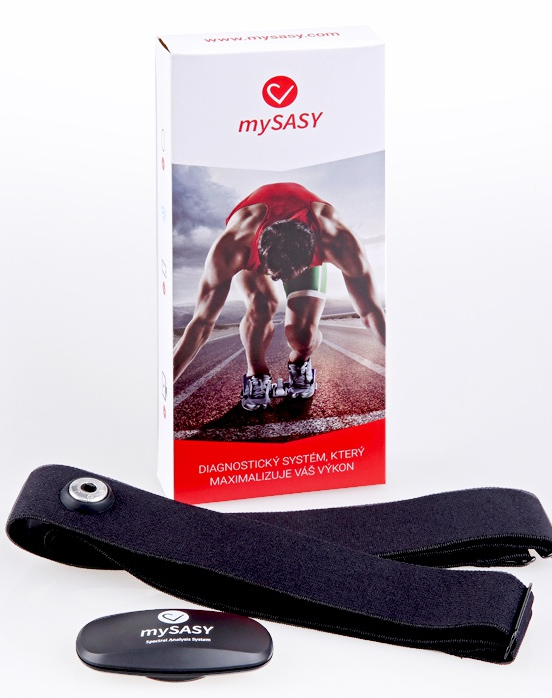 www.mysasy.com
mySASY
DIAGNOSTICKÝ SYSTÉM, KTERÝ
MAXIMALIZUJE VÁŠ VÝKON
mySASY
Spectral Analysis System